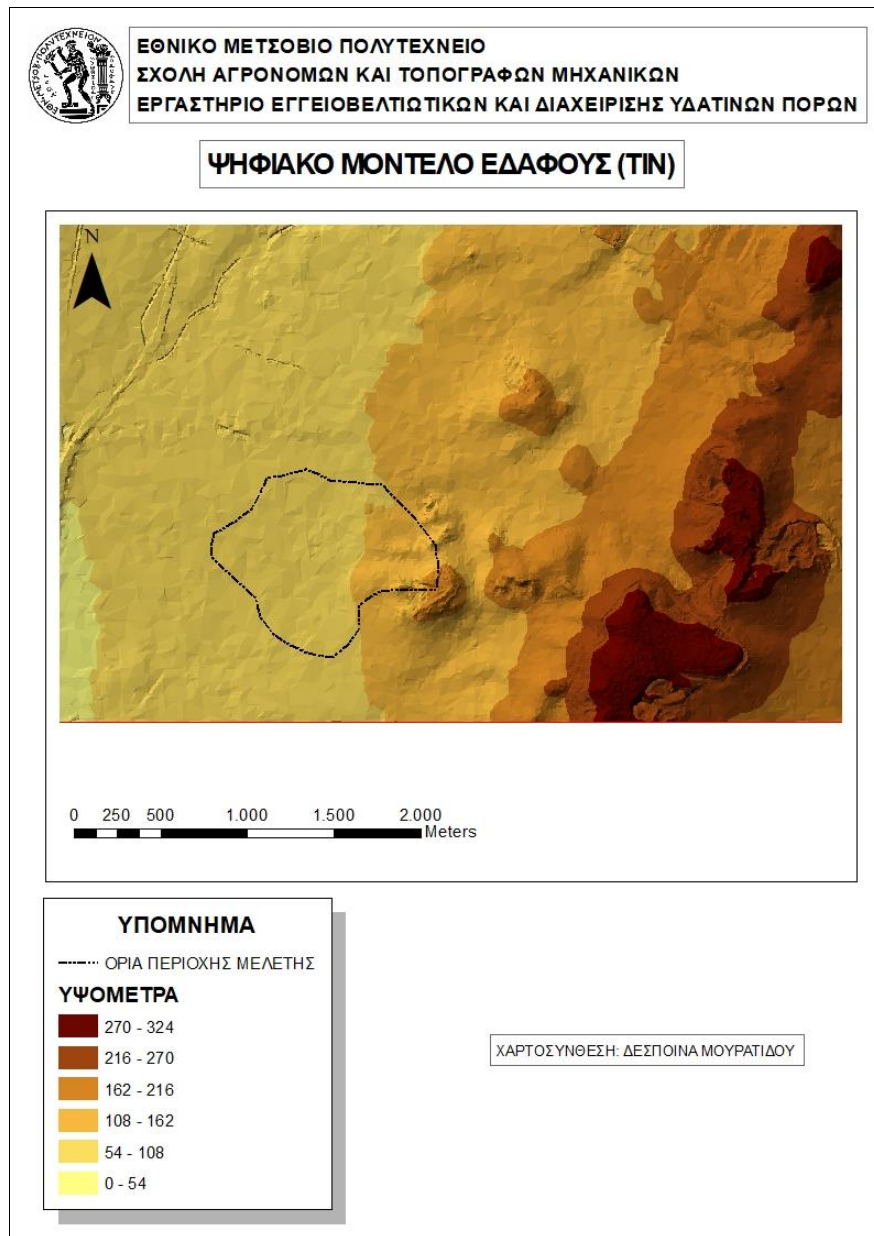 ΕΘΝΙΚΟ ΜΕΤΣΟΒΙΟ ΠΟΛΥΤΕΧΝΕΙΟ
ΣΧΟΛΗ ΑΓΡΟΝΟΜΩΝ ΚΑΙ ΤΟΠΟΓΡΑΦΩΝ ΜΗΧΑΝΙΚΩΝ
ΕΡΓΑΣΤΗΡΙΟ ΕΓΓΕΙΟΒΕΛΤΙΩΤΙΚΩΝ ΚΑΙ ΔΙΑΧΕΙΡΙΣΗΣ ΥΔΑΤΙΝΩΝ ΠΟΡΩΝ
ΨΗΦΙΑΚΟ ΜΟΝΤΕΛΟ ΕΔΑΦΟΥΣ (TIN)
N
0 250 500 1.000 1.500 2.000
Meters
ΥΠΟΜΝΗΜΑ
ΟΡΙΑ ΠΕΡΙΟΧΗΣ ΜΕΛΕΤΗΣ
ΥΨΟΜΕΤΡΑ
270 - 324
216 - 270
162 - 216
108 - 162
54 - 108
0 - 54
ΧΑΡΤΟΣΥΝΘΕΣΗ: ΔΕΣΠΟΙΝΑ ΜΟΥΡΑΤΙΔΟΥ